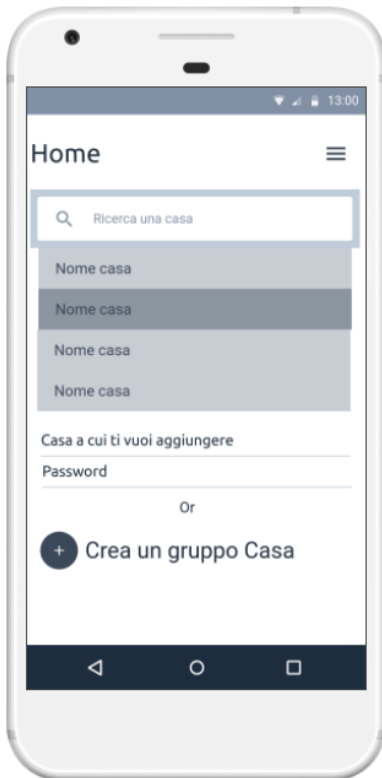 13:00
Home
Ricerca una casa
Nome casa
Nome casa
Nome casa
Nome casa
Casa a cui ti vuoi aggiungere
Password
Or
+ Crea un gruppo Casa